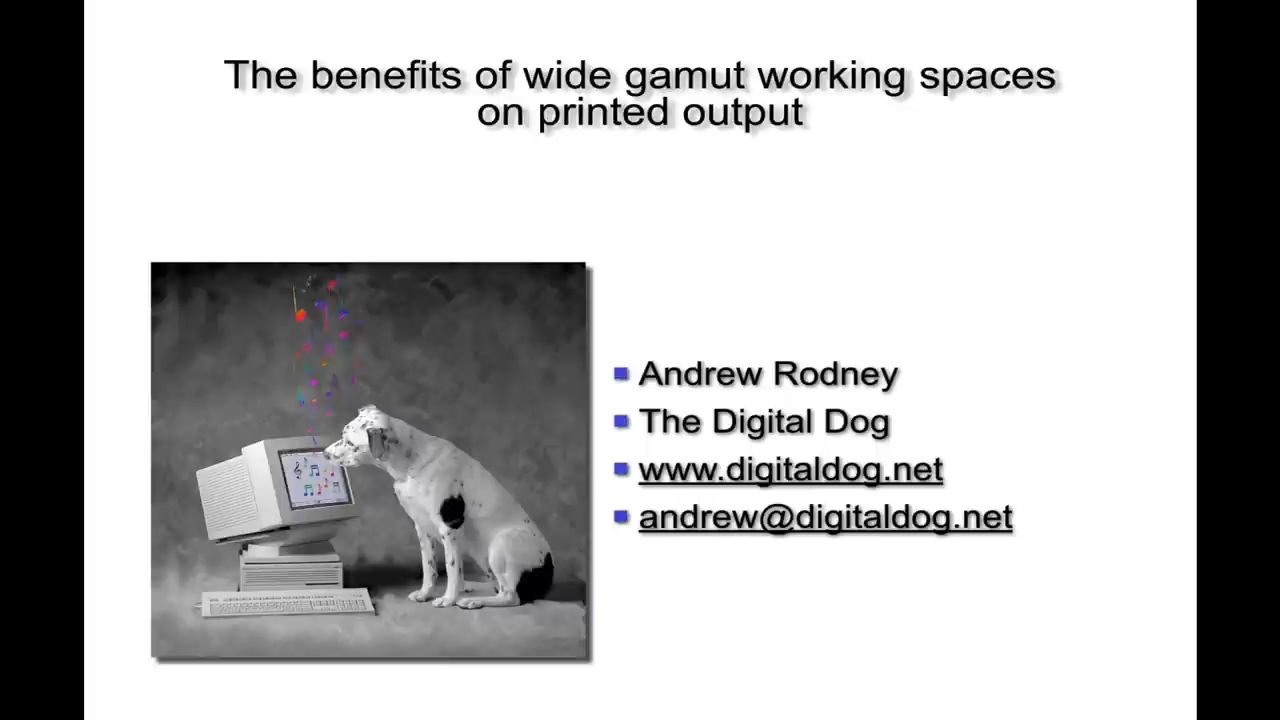 The benefits of wide gamut working spaces
on printed output
Andrew Rodney
The Digital Dog
www.digitaldog.net
andrew@digitaldog.net